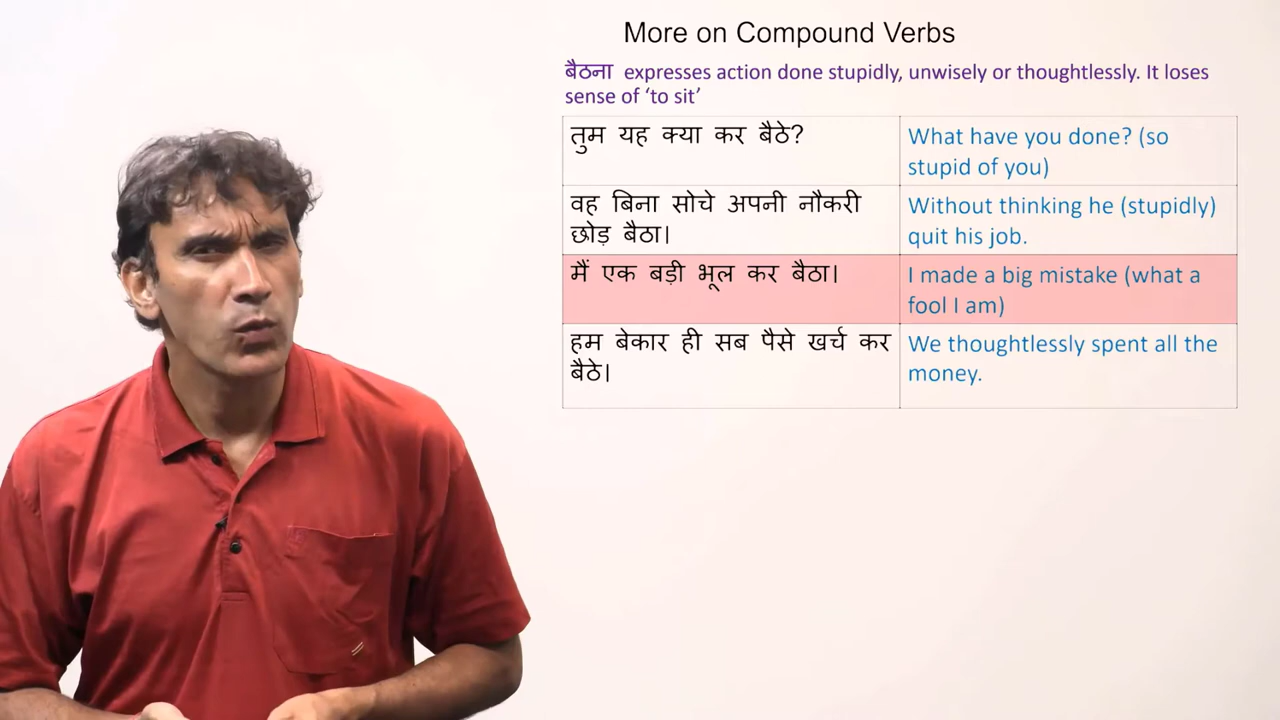 More on Compound Verbs
बैठना expresses action done stupidly, unwisely or thoughtlessly. It loses
sense of ‘to sit’
तुम यह क्या कर बैठे?
What have you done? (so
stupid of you)
वह बिना सोचे अपनी नौकरी
छोड़ बैठा।
Without thinking he (stupidly)
quit his job.
मैं एक बड़ी भूल कर बैठा।
I made a big mistake (what a
fool I am)
हम बेकार ही सब पैसे खर्च कर
बैठे।
We thoughtlessly spent all the
money.